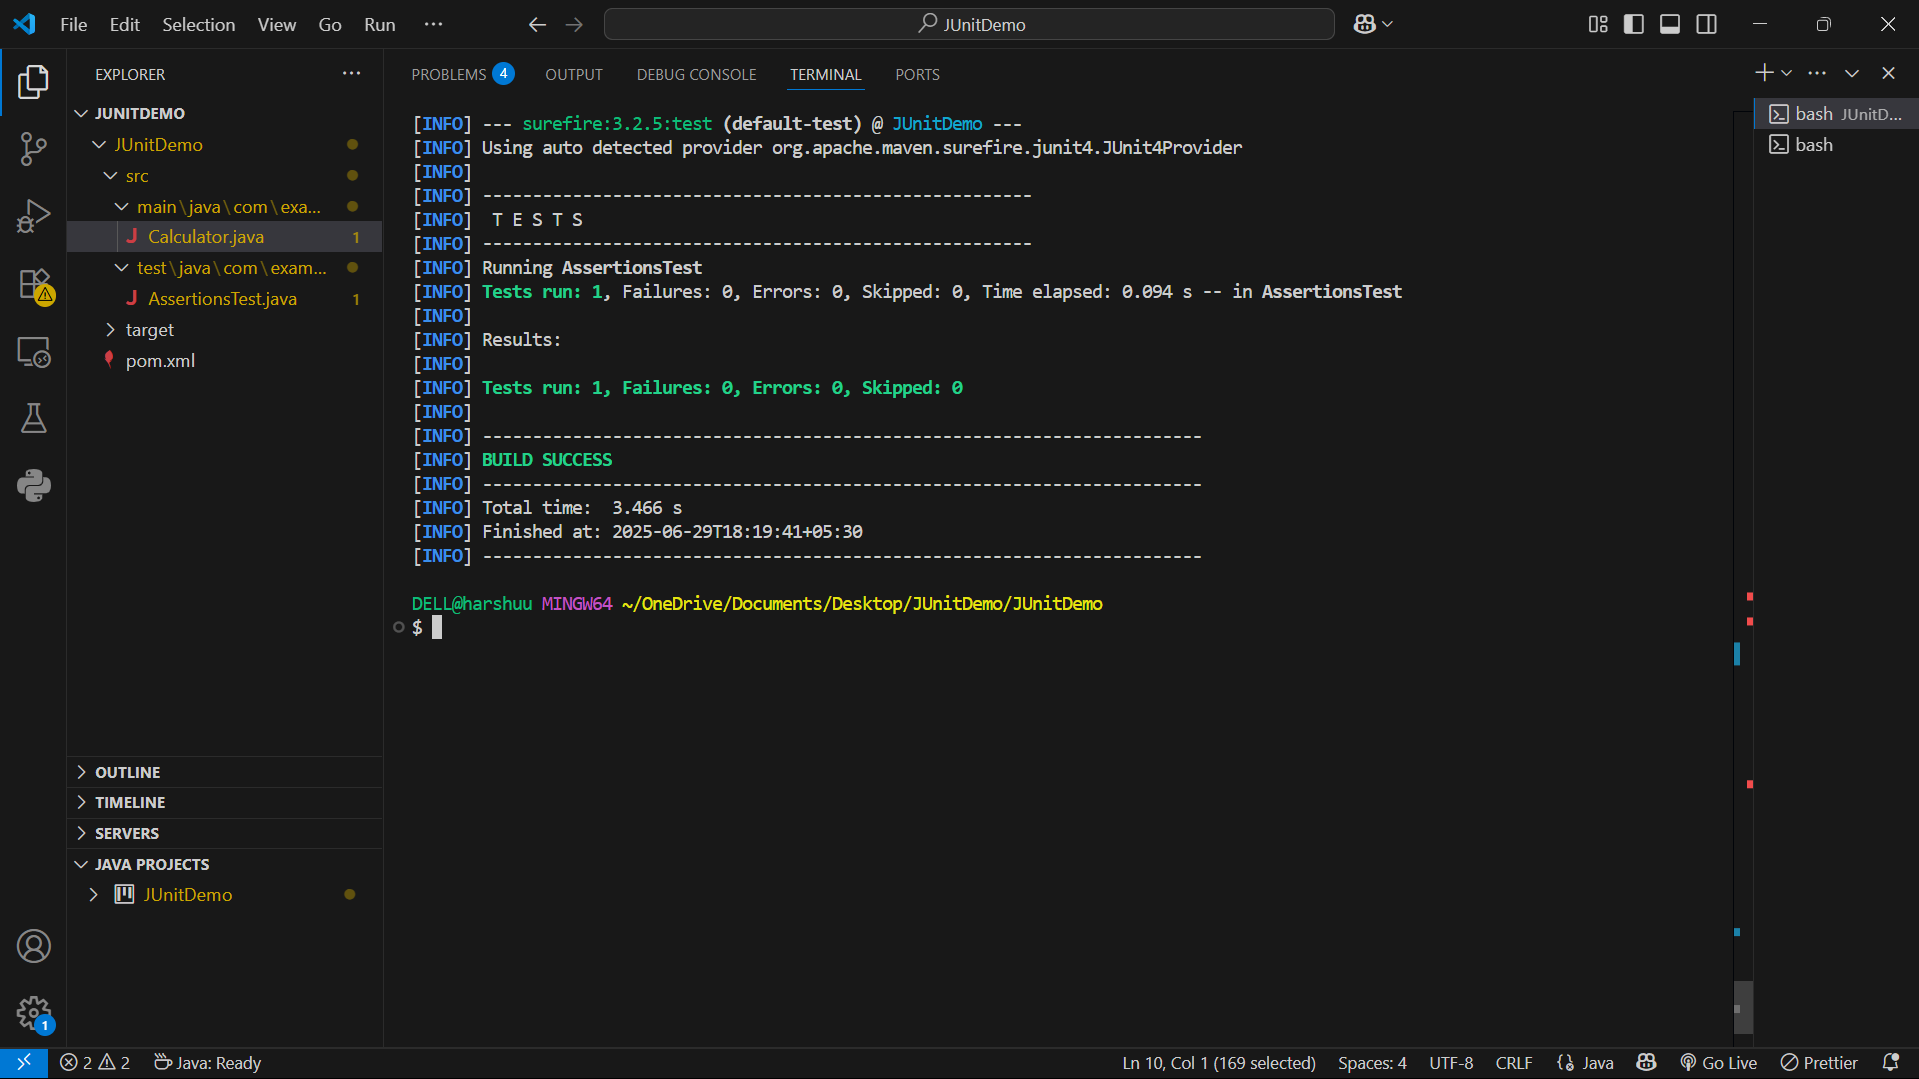 File Edit Selection View Go Run ··· JUnitDemo
EXPLORER ···
JUNITDEMO
JUnitDemo
src
main\java\com\exa...
Calculator.java 1
test\java\com\exam...
AssertionsTest.java 1
target
pom.xml
OUTLINE
TIMELINE
SERVERS
JAVA PROJECTS
JUnitDemo
1
PROBLEMS 4 OUTPUT DEBUG CONSOLE TERMINAL PORTS
[INFO] --- surefire:3.2.5:test (default-test) @ JUnitDemo ---
[INFO] Using auto detected provider org.apache.maven.surefire.junit4.JUnit4Provider
[INFO]
[INFO] -------------------------------------------------------
[INFO]  T E S T S
[INFO] -------------------------------------------------------
[INFO] Running AssertionsTest
[INFO] Tests run: 1, Failures: 0, Errors: 0, Skipped: 0, Time elapsed: 0.094 s -- in AssertionsTest
[INFO]
[INFO] Results:
[INFO]
[INFO] Tests run: 1, Failures: 0, Errors: 0, Skipped: 0
[INFO]
[INFO] ------------------------------------------------------------------------
[INFO] BUILD SUCCESS
[INFO] ------------------------------------------------------------------------
[INFO] Total time:  3.466 s
[INFO] Finished at: 2025-06-29T18:19:41+05:30
[INFO] ------------------------------------------------------------------------
DELL@harshuu MINGW64 ~/OneDrive/Documents/Desktop/JUnitDemo/JUnitDemo
$
bash JUnitD...
bash
2 2 Java: Ready Ln 10, Col 1 (169 selected) Spaces: 4 UTF-8 CRLF {} Java Go Live Prettier